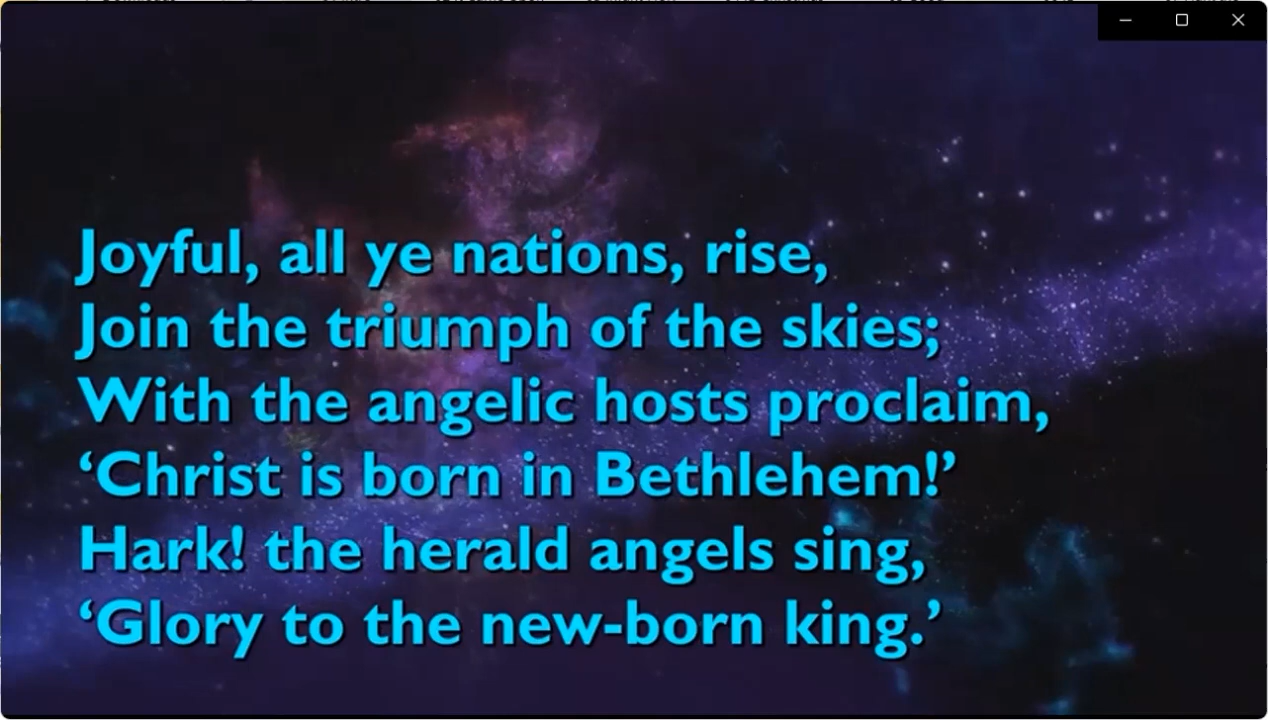 Joyful, all ye nations, rise,
Join the triumph of the skies;
With the angelic hosts proclaim,
‘Christ is born in Bethlehem!’
Hark! the herald angels sing,
‘Glory to the new-born king.’